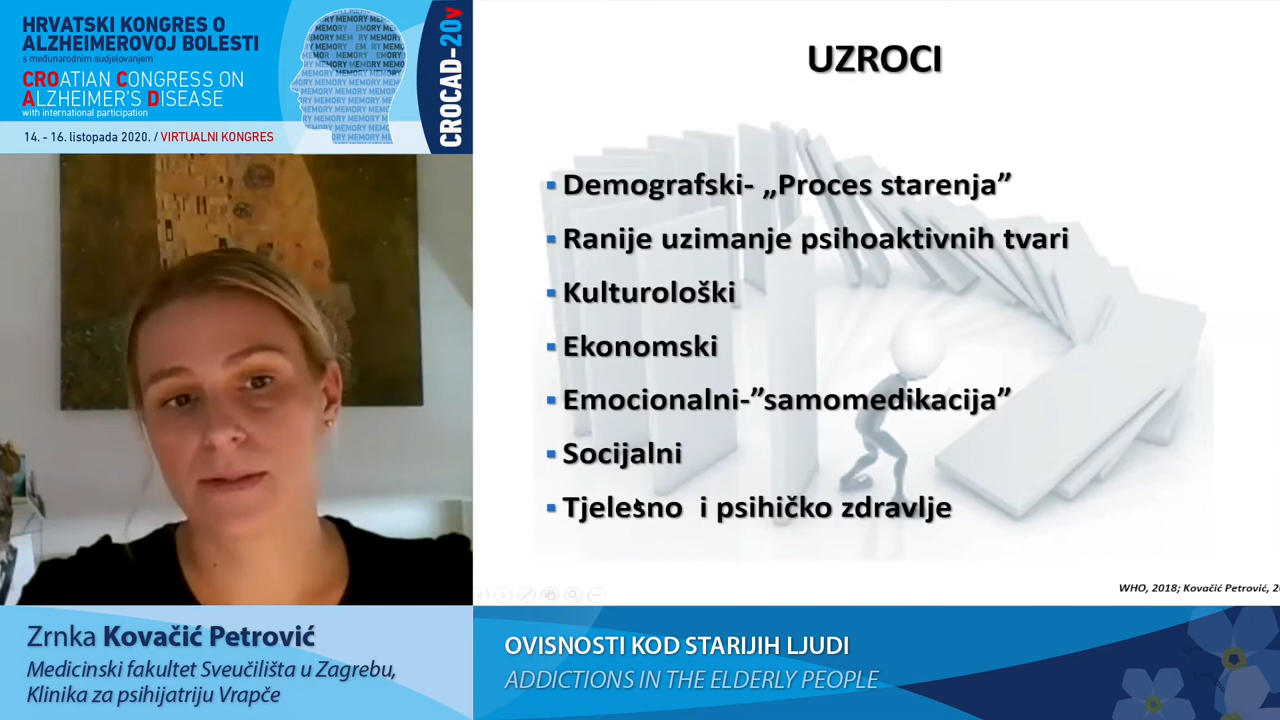 HRVATSKI KONGRES O
ALZHEIMEROVOJ BOLESTI
s međunarodnim sudjelovanjem
CROATIAN CONGRESS ON
ALZHEIMER'S DISEASE
with international participation
14. - 16. listopada 2020. / VIRTUALNI KONGRES
CROCAD-20v
MEMORY
UZROCI
▪ Demografski- „Proces starenja”
▪ Ranije uzimanje psihoaktivnih tvari
▪ Kulturološki
▪ Ekonomski
▪ Emocionalni-”samomedikacija”
▪ Socijalni
▪ Tjelesno i psihičko zdravlje
WHO, 2018; Kovačić Petrović, 2
Zrnka Kovačić Petrović
Medicinski fakultet Sveučilišta u Zagrebu,
Klinika za psihijatriju Vrapče
OVISNOSTI KOD STARIJIH LJUDI
ADDICTIONS IN THE ELDERLY PEOPLE